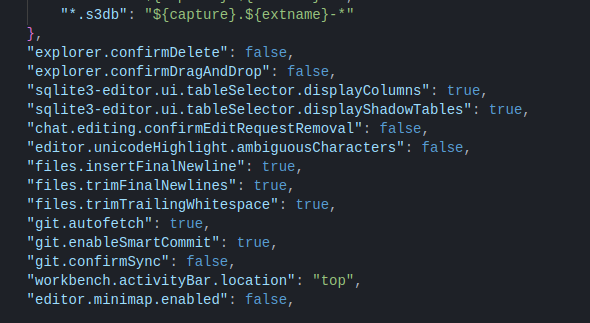 "*.s3db": "${capture}.${extname}-*"
},
"explorer.confirmDelete": false,
"explorer.confirmDragAndDrop": false,
"sqlite3-editor.ui.tableSelector.displayColumns": true,
"sqlite3-editor.ui.tableSelector.displayShadowTables": true,
"chat.editing.confirmEditRequestRemoval": false,
"editor.unicodeHighlight.ambiguousCharacters": false,
"files.insertFinalNewline": true,
"files.trimFinalNewlines": true,
"files.trimTrailingWhitespace": true,
"git.autofetch": true,
"git.enableSmartCommit": true,
"git.confirmSync": false,
"workbench.activityBar.location": "top",
"editor.minimap.enabled": false,